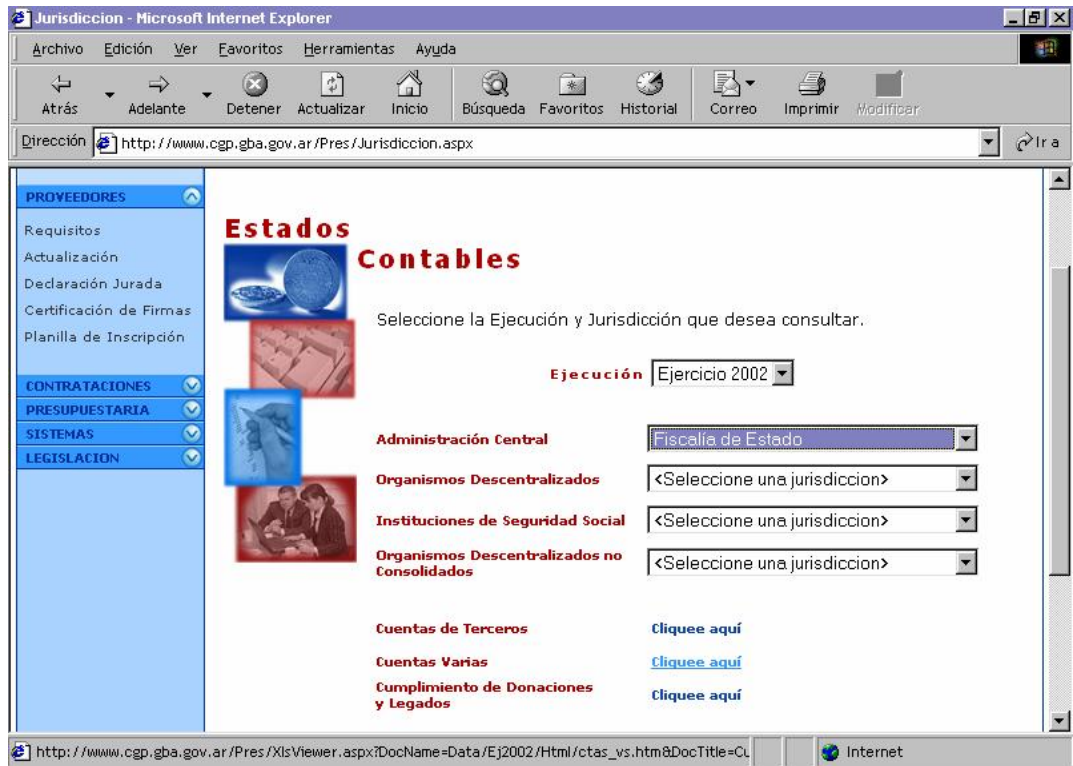 Jurisdiccion - Microsoft Internet Explorer
Archivo Edición Ver Favoritos Herramientas Ayuda
Atrás Adelante Detener Actualizar Inicio Búsqueda Favoritos Historial Correo Imprimir Modificar
Dirección http://www.cgp.gba.gov.ar/Pres/Jurisdiccion.aspx Ir a
PROVEEDORES
Requisitos
Actualización
Declaración Jurada
Certificación de Firmas
Planilla de Inscripción
CONTRATACIONES
PRESUPUESTARIA
SISTEMAS
LEGISLACION
Estados
Contables
Seleccione la Ejecución y Jurisdicción que desea consultar.
Ejecución Ejercicio 2002
Administración Central Fiscalía de Estado
Organismos Descentralizados <Seleccione una jurisdiccion>
Instituciones de Seguridad Social <Seleccione una jurisdiccion>
Organismos Descentralizados no
Consolidados <Seleccione una jurisdiccion>
Cuentas de Terceros Cliquee aquí
Cuentas Varias Cliquee aquí
Cumplimiento de Donaciones
y Legados Cliquee aquí
http://www.cgp.gba.gov.ar/Pres/XlsViewer.aspx?DocName=Data/Ej2002/Html/ctas_vs.htm&DocTitle=Cu Internet